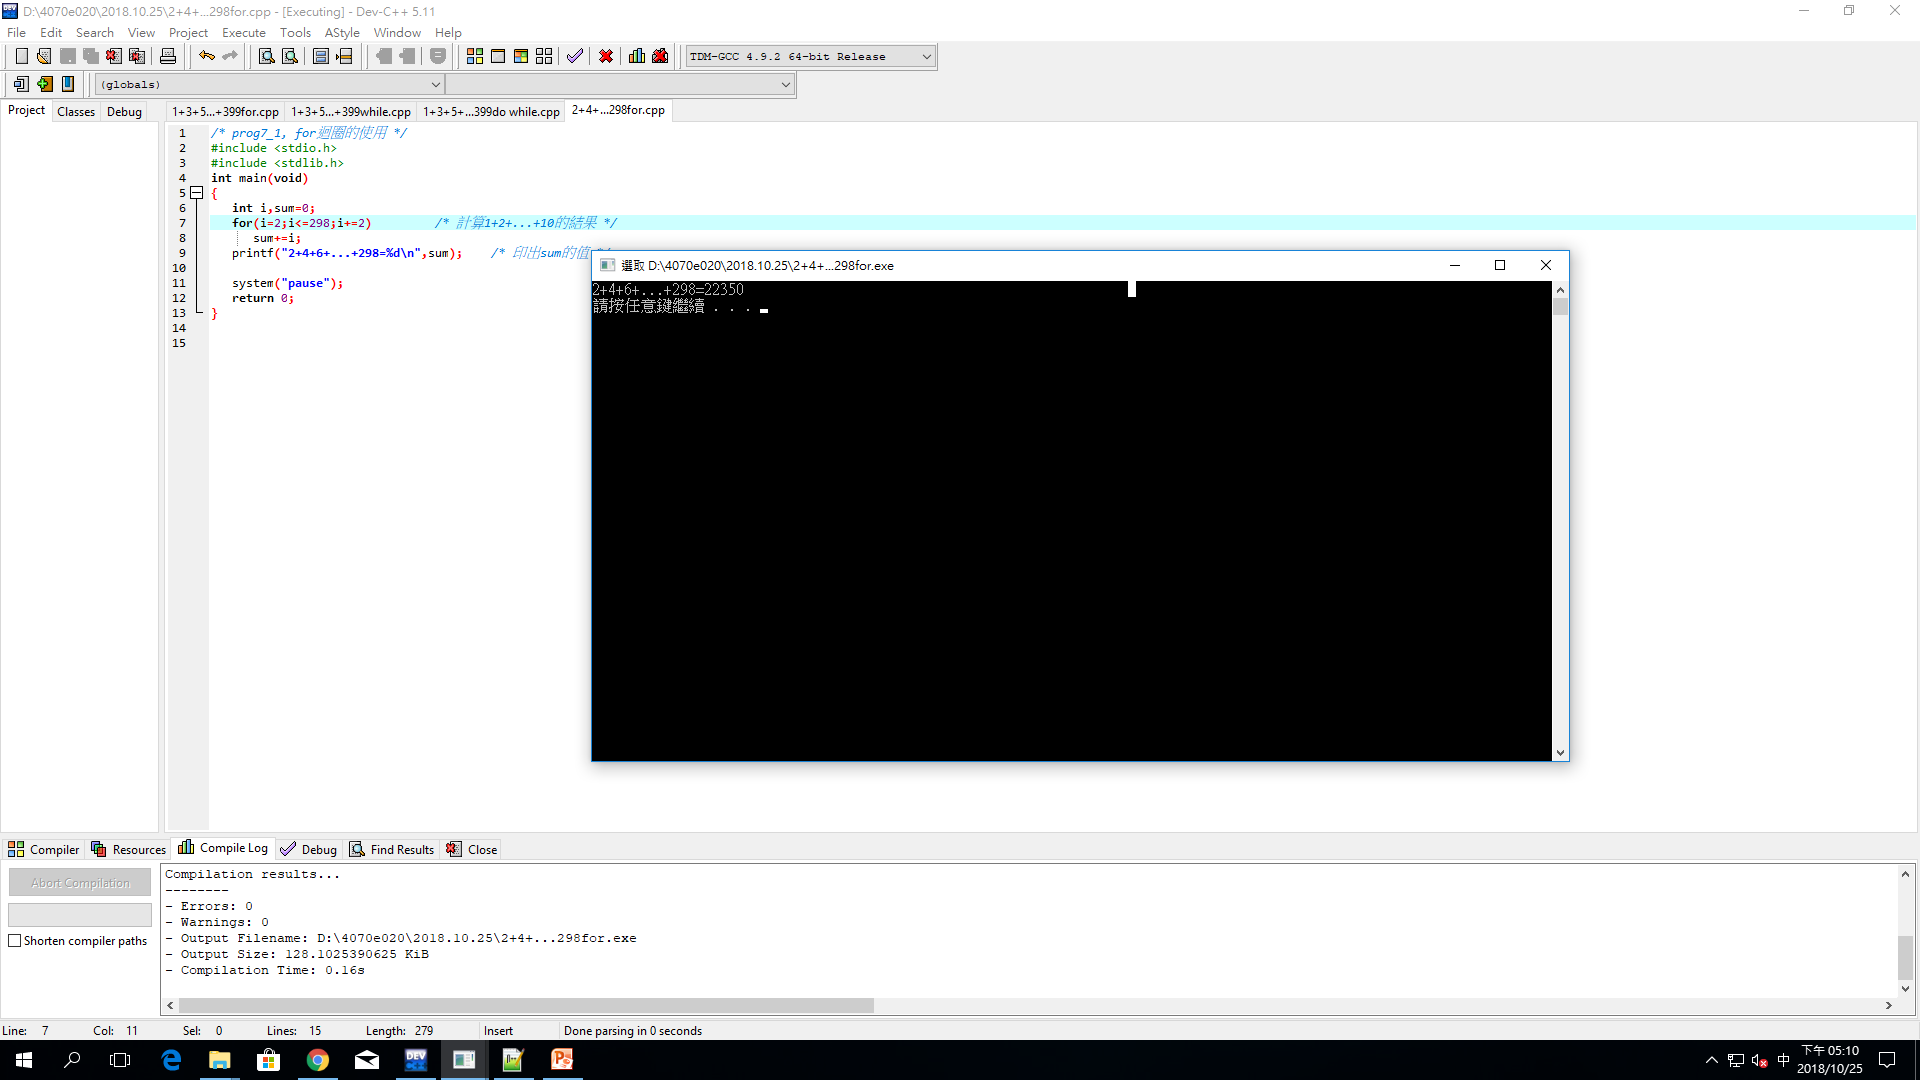 D:\4070e020\2018.10.25\2+4+...298for.cpp - [Executing] - Dev-C++ 5.11
File Edit Search View Project Execute Tools AStyle Window Help
TDM-GCC 4.9.2 64-bit Release
(globals)
Project Classes Debug
1+3+5...+399for.cpp 1+3+5...+399while.cpp 1+3+5+...399do while.cpp 2+4+...298for.cpp
1 /* prog7_1, for迴圈的使用 */
2 #include <stdio.h>
3 #include <stdlib.h>
4 int main(void)
5 {
6 int i,sum=0;
7 for(i=2;i<=298;i+=2) /* 計算1+2+...+10的結果 */
8 sum+=i;
9 printf("2+4+6+...+298=%d\n",sum); /* 印出sum的值 */
10
11 system("pause");
12 return 0;
13 }
14
15
選取 D:\4070e020\2018.10.25\2+4+...298for.exe
2+4+6+...+298=22350
請按任意鍵繼續 . . .
Compiler Resources Compile Log Debug Find Results Close
Abort Compilation
Shorten compiler paths
Compilation results...
--------
- Errors: 0
- Warnings: 0
- Output Filename: D:\4070e020\2018.10.25\2+4+...298for.exe
- Output Size: 128.1025390625 KiB
- Compilation Time: 0.16s
Line: 7 Col: 11 Sel: 0 Lines: 15 Length: 279 Insert Done parsing in 0 seconds
中
下午 05:10
2018/10/25